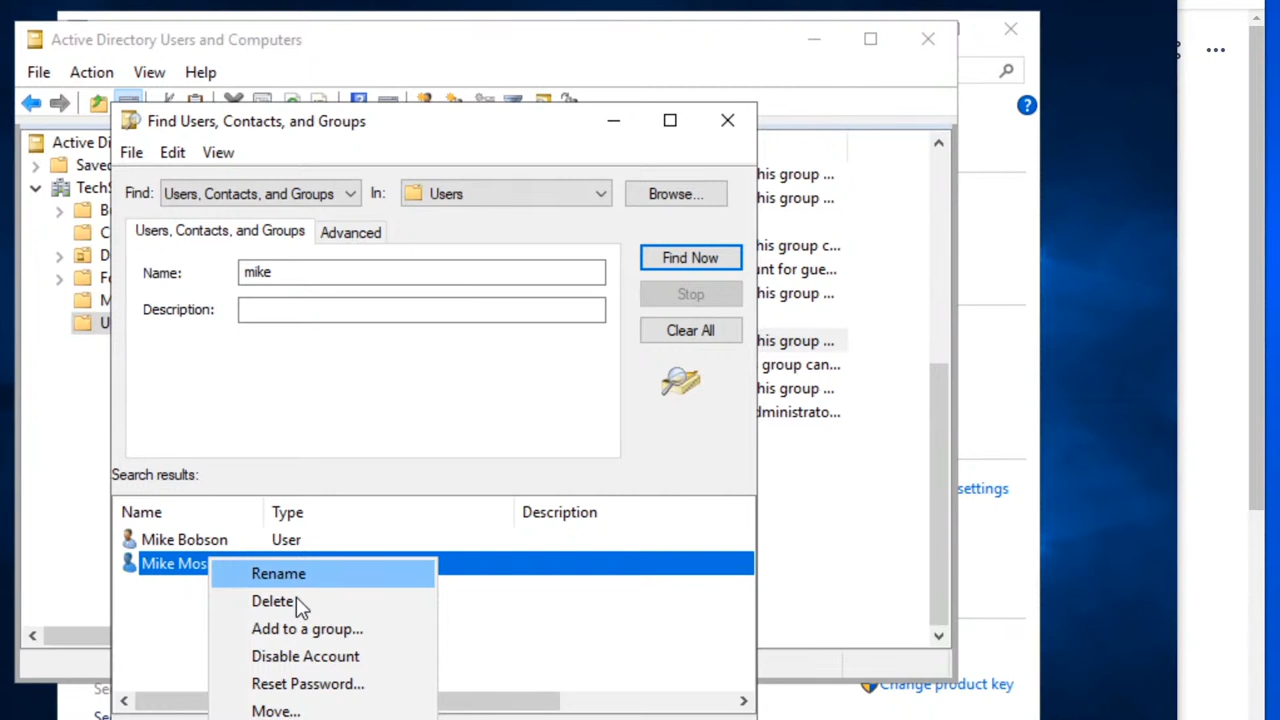 Active Directory Users and Computers
File Action View Help
Find Users, Contacts, and Groups
File Edit View
Find: Users, Contacts, and Groups In: Users Browse...
Users, Contacts, and Groups Advanced
Name: mike
Description:
Find Now
Stop
Clear All
Search results:
Name Type Description
Mike Bobson User
Mike Mos
Rename
Delete
Add to a group...
Disable Account
Reset Password...
Move...
Active Di
Saved
TechS
B
C
D
Fo
M
U
his group ...
his group ...
his group c...
nt for gue...
his group ...
his group ...
group can...
his group ...
dministrato...
settings
Change product key